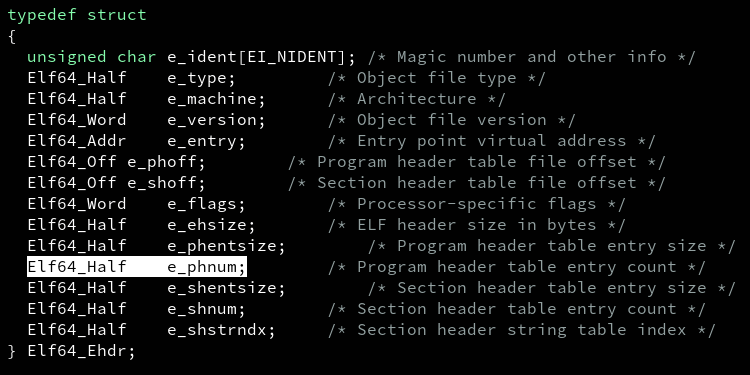 typedef struct
{
  unsigned char e_ident[EI_NIDENT]; /* Magic number and other info */
  Elf64_Half    e_type;         /* Object file type */
  Elf64_Half    e_machine;      /* Architecture */
  Elf64_Word    e_version;      /* Object file version */
  Elf64_Addr    e_entry;        /* Entry point virtual address */
  Elf64_Off e_phoff;        /* Program header table file offset */
  Elf64_Off e_shoff;        /* Section header table file offset */
  Elf64_Word    e_flags;        /* Processor-specific flags */
  Elf64_Half    e_ehsize;       /* ELF header size in bytes */
  Elf64_Half    e_phentsize;        /* Program header table entry size */
  Elf64_Half    e_phnum;        /* Program header table entry count */
  Elf64_Half    e_shentsize;        /* Section header table entry size */
  Elf64_Half    e_shnum;        /* Section header table entry count */
  Elf64_Half    e_shstrndx;     /* Section header string table index */
} Elf64_Ehdr;